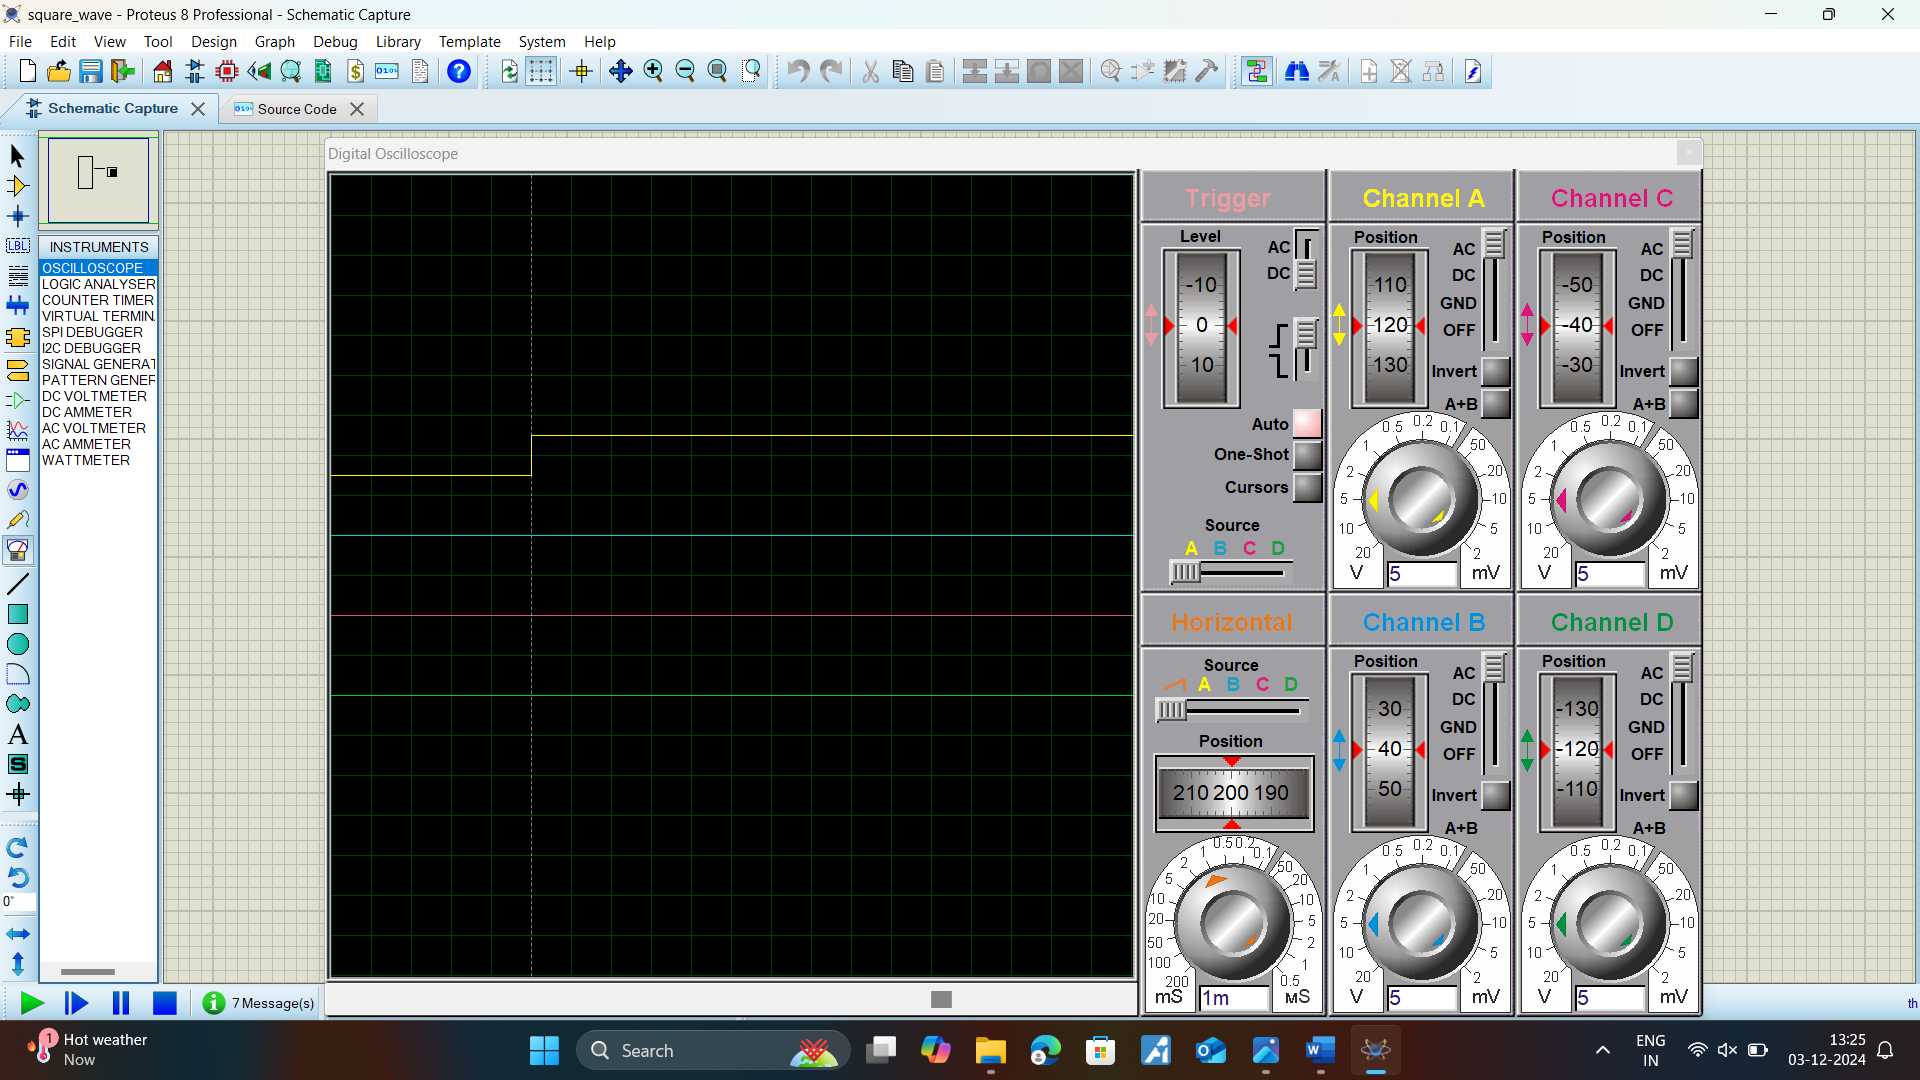 square_wave - Proteus 8 Professional - Schematic Capture
File Edit View Tool Design Graph Debug Library Template System Help
Schematic Capture
Source Code
INSTRUMENTS
OSCILLOSCOPE
LOGIC ANALYSER
COUNTER TIMER
VIRTUAL TERMIN
SPI DEBUGGER
I2C DEBUGGER
SIGNAL GENERAT
PATTERN GENER
DC VOLTMETER
DC AMMETER
AC VOLTMETER
AC AMMETER
WATTMETER
LBL
A
S
0°
Digital Oscilloscope
Trigger
Level
AC
DC
-10
0
10
Auto
One-Shot
Cursors
Source
A B C D
Channel A
Position
110
120
130
AC
DC
GND
OFF
Invert
A+B
20 10 5 2 1 0.5 0.2 0.1 50 20 10 5 2
V 5 mV
Channel C
Position
-50
-40
-30
AC
DC
GND
OFF
Invert
A+B
20 10 5 2 1 0.5 0.2 0.1 50 20 10 5 2
V 5 mV
Horizontal
Source
A B C D
Position
210 200 190
200 100 50 20 10 5 2 1 0.5 0.2 0.1 50 20 10 5 2 1 0.5
mS 1m µS
Channel B
Position
30
40
50
AC
DC
GND
OFF
Invert
A+B
20 10 5 2 1 0.5 0.2 0.1 50 20 10 5 2
V 5 mV
Channel D
Position
-130
-120
-110
AC
DC
GND
OFF
Invert
A+B
20 10 5 2 1 0.5 0.2 0.1 50 20 10 5 2
V 5 mV
7 Message(s)
th
1
Hot weather
Now
Search
ENG
IN
13:25
03-12-2024